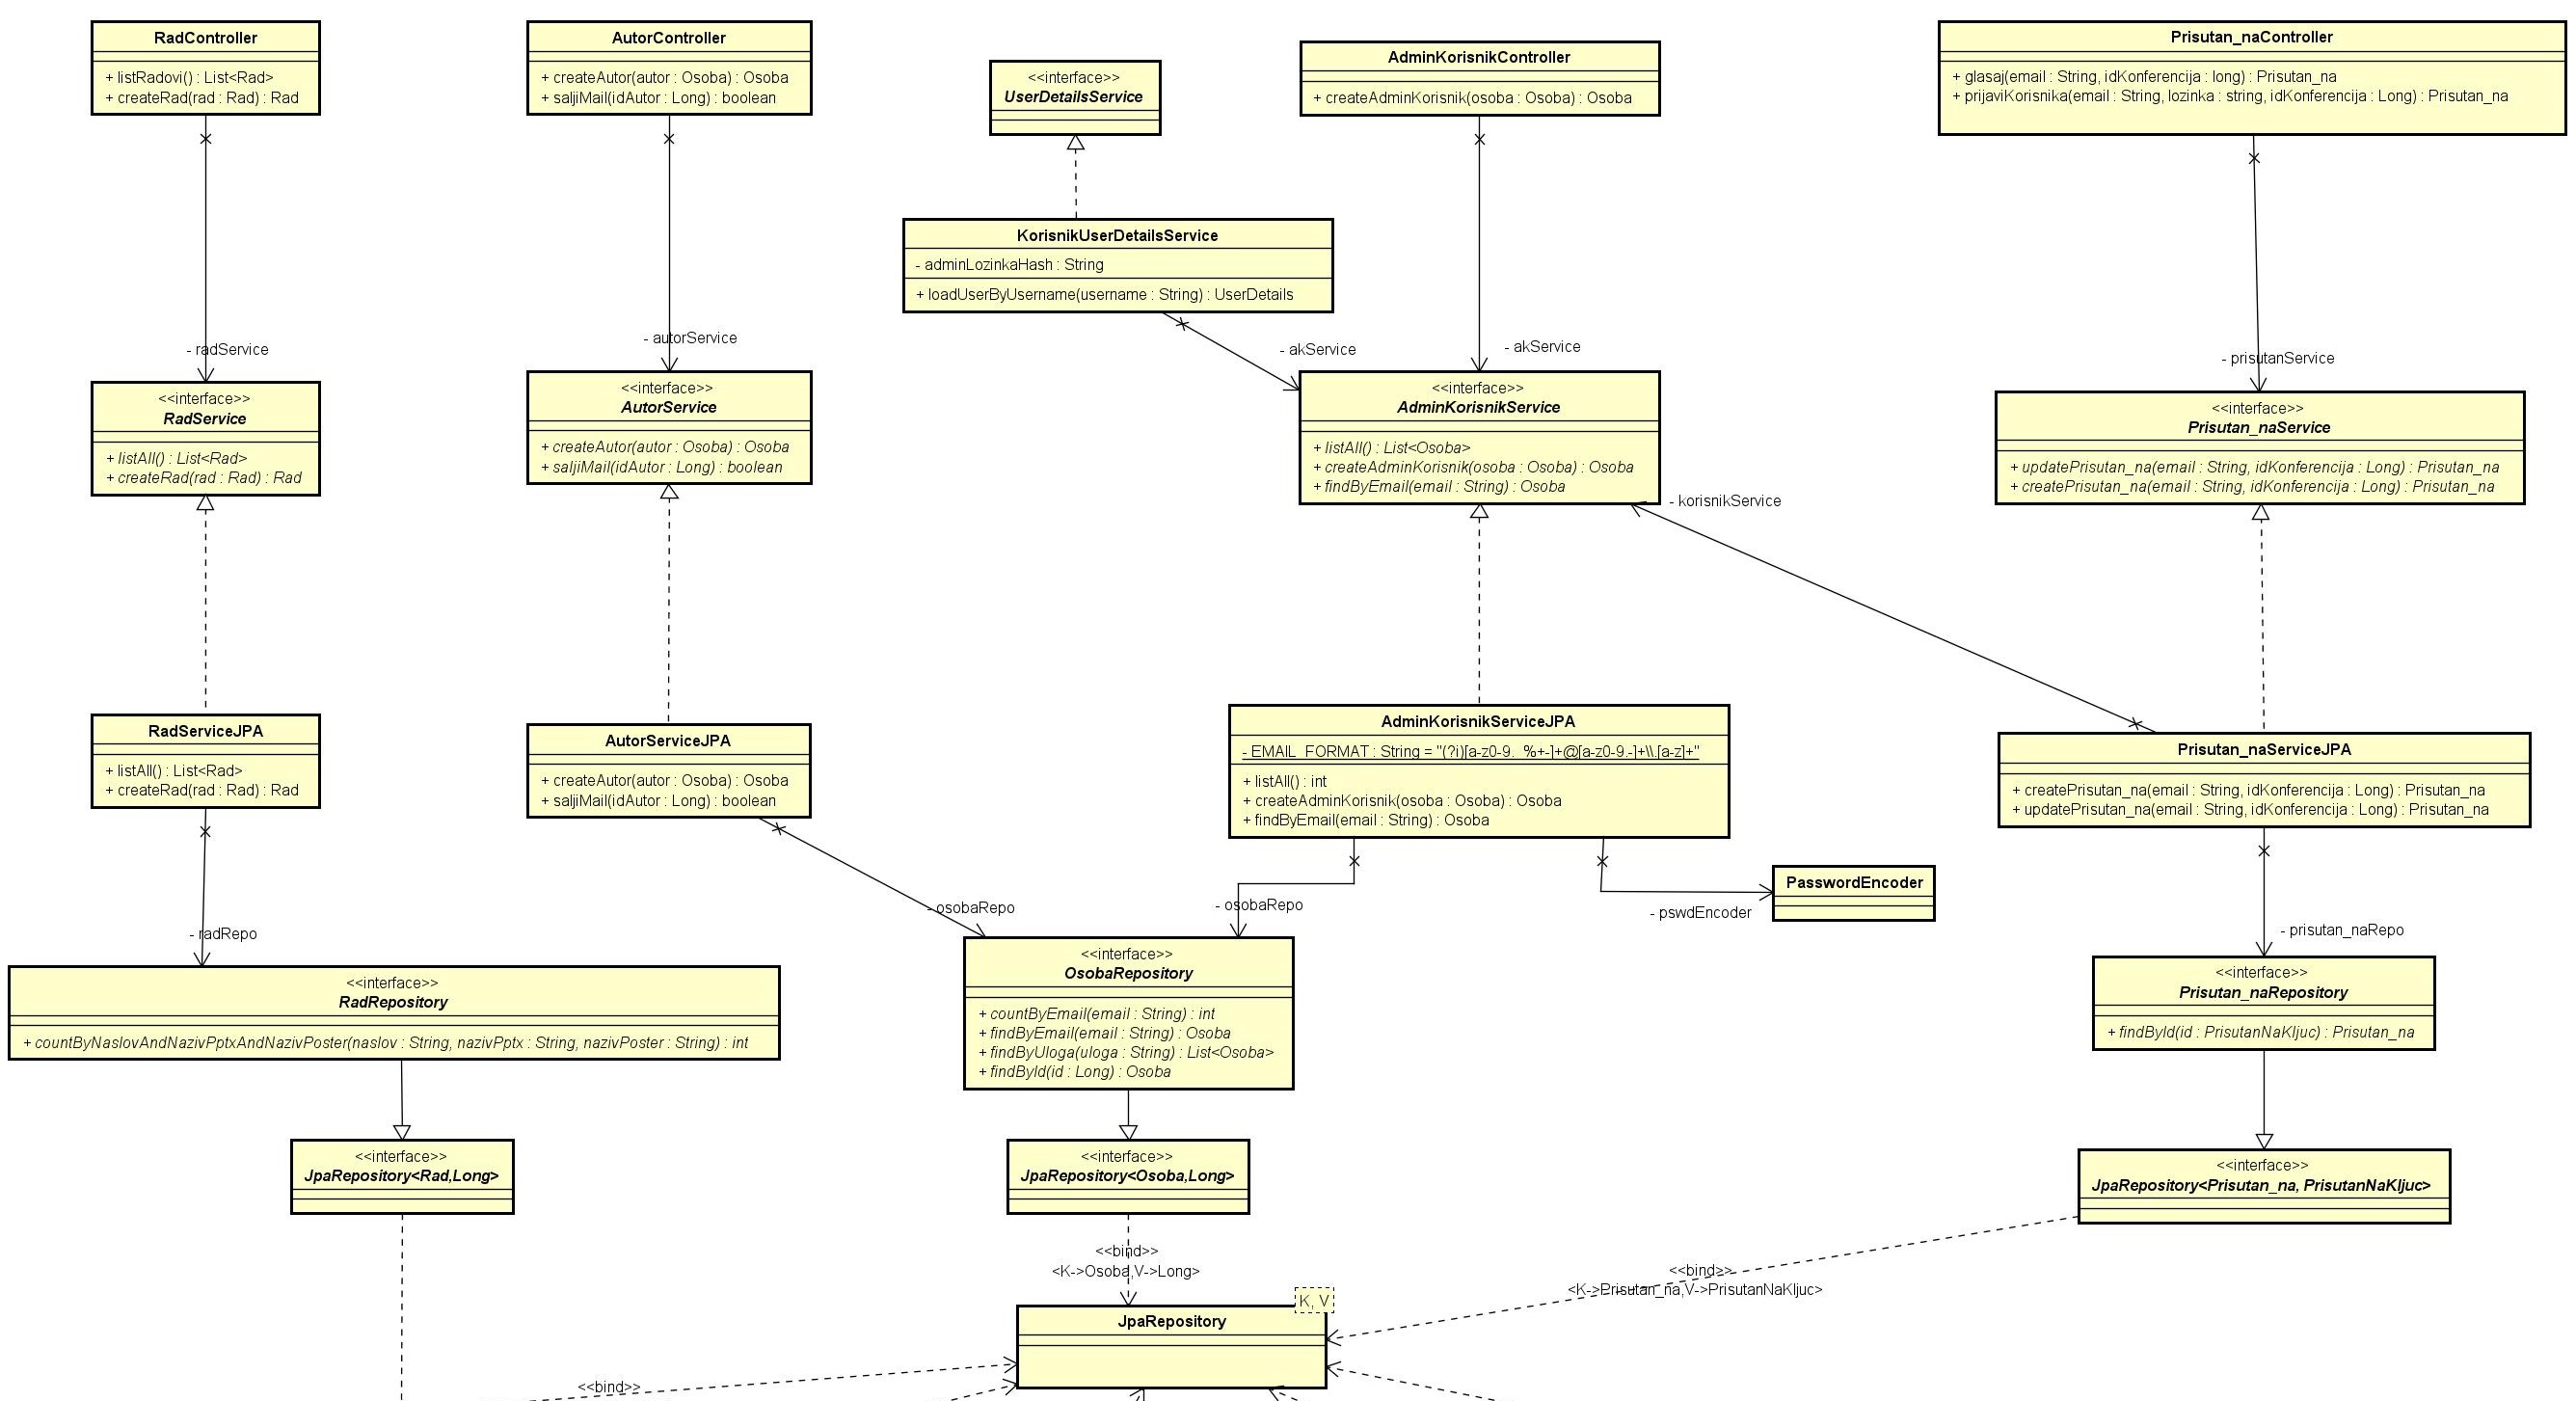 RadController
+ listRadovi() : List<Rad>
+ createRad(rad : Rad) : Rad
AutorController
+ createAutor(autor : Osoba) : Osoba
+ saljiMail(idAutor : Long) : boolean
<<interface>>
UserDetailsService
AdminKorisnikController
+ createAdminKorisnik(osoba : Osoba) : Osoba
Prisutan_naController
+ glasaj(email : String, idKonferencija : long) : Prisutan_na
+ prijaviKorisnika(email : String, lozinka : string, idKonferencija : Long) : Prisutan_na
KorisnikUserDetailsService
- adminLozinkaHash : String
+ loadUserByUsername(username : String) : UserDetails
- radService
- autorService
- akService
- akService
- prisutanService
<<interface>>
RadService
+ listAll() : List<Rad>
+ createRad(rad : Rad) : Rad
<<interface>>
AutorService
+ createAutor(autor : Osoba) : Osoba
+ saljiMail(idAutor : Long) : boolean
<<interface>>
AdminKorisnikService
+ listAll() : List<Osoba>
+ createAdminKorisnik(osoba : Osoba) : Osoba
+ findByEmail(email : String) : Osoba
<<interface>>
Prisutan_naService
+ updatePrisutan_na(email : String, idKonferencija : Long) : Prisutan_na
+ createPrisutan_na(email : String, idKonferencija : Long) : Prisutan_na
- korisnikService
RadServiceJPA
+ listAll() : List<Rad>
+ createRad(rad : Rad) : Rad
AutorServiceJPA
+ createAutor(autor : Osoba) : Osoba
+ saljiMail(idAutor : Long) : boolean
AdminKorisnikServiceJPA
- EMAIL_FORMAT : String = "(?i)[a-z0-9._%+-]+@[a-z0-9.-]+\\.[a-z]+"
+ listAll() : int
+ createAdminKorisnik(osoba : Osoba) : Osoba
+ findByEmail(email : String) : Osoba
Prisutan_naServiceJPA
+ createPrisutan_na(email : String, idKonferencija : Long) : Prisutan_na
+ updatePrisutan_na(email : String, idKonferencija : Long) : Prisutan_na
PasswordEncoder
- radRepo
- osobaRepo
- osobaRepo
- pswdEncoder
- prisutan_naRepo
<<interface>>
RadRepository
+ countByNaslovAndNazivPptxAndNazivPoster(naslov : String, nazivPptx : String, nazivPoster : String) : int
<<interface>>
OsobaRepository
+ countByEmail(email : String) : int
+ findByEmail(email : String) : Osoba
+ findByUloga(uloga : String) : List<Osoba>
+ findById(id : Long) : Osoba
<<interface>>
Prisutan_naRepository
+ findById(id : PrisutanNaKljuc) : Prisutan_na
<<interface>>
JpaRepository<Rad,Long>
<<interface>>
JpaRepository<Osoba,Long>
<<interface>>
JpaRepository<Prisutan_na, PrisutanNaKljuc>
<<bind>>
<K->Osoba,V->Long>
<<bind>>
<K->Prisutan_na,V->PrisutanNaKljuc>
K, V
JpaRepository
<<bind>>